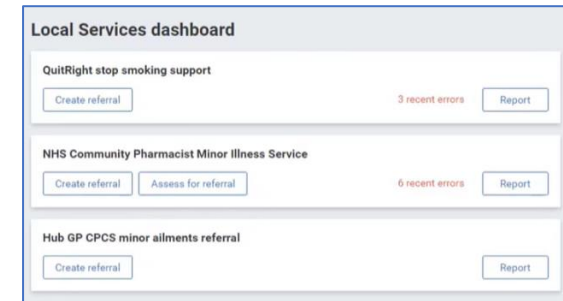 Local Services dashboard
QuitRight stop smoking support
Create referral 3 recent errors Report
NHS Community Pharmacist Minor Illness Service
Create referral Assess for referral 6 recent errors Report
Hub GP CPCS minor ailments referral
Create referral Report